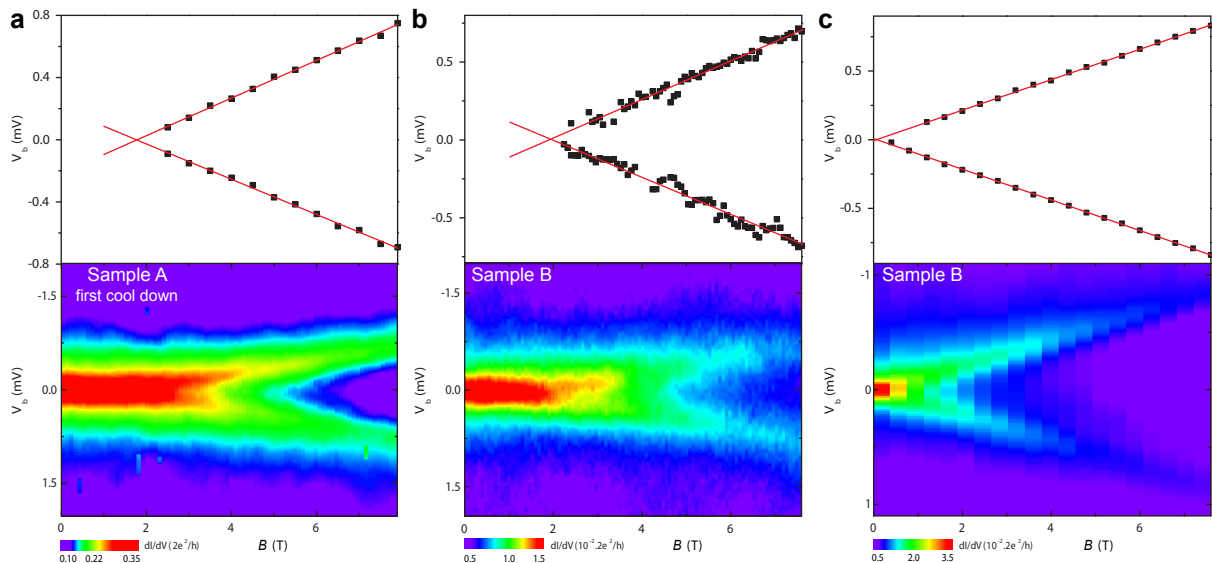 a
0.8
0.4
0.0
-0.4
-0.8
V_b (mV)
Sample A
first cool down
-1.5
0.0
1.5
V_b (mV)
0
2
4
6
B (T)
dI/dV (2e²/h)
0.10
0.22
0.35
b
0.5
0.0
-0.5
V_b (mV)
Sample B
-1.5
0.0
1.5
V_b (mV)
0
2
4
6
B (T)
dI/dV (10⁻².2e²/h)
0.5
1.0
1.5
c
0.5
0.0
-0.5
V_b (mV)
Sample B
-1
0
1
V_b (mV)
0
2
4
6
B (T)
dI/dV (10⁻².2e²/h)
0.5
2.0
3.5